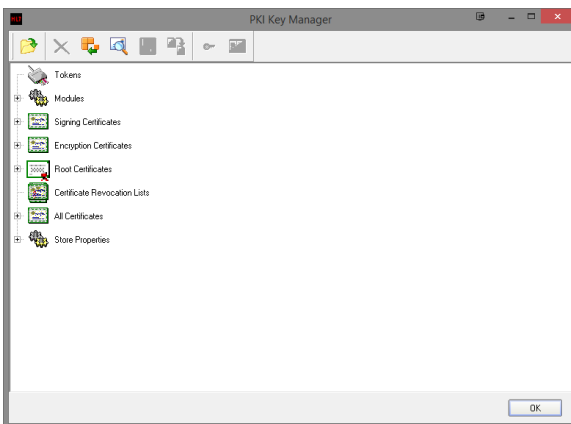 PKI Key Manager
Tokens
Modules
Signing Certificates
Encryption Certificates
Root Certificates
Certificate Revocation Lists
All Certificates
Store Properties
OK